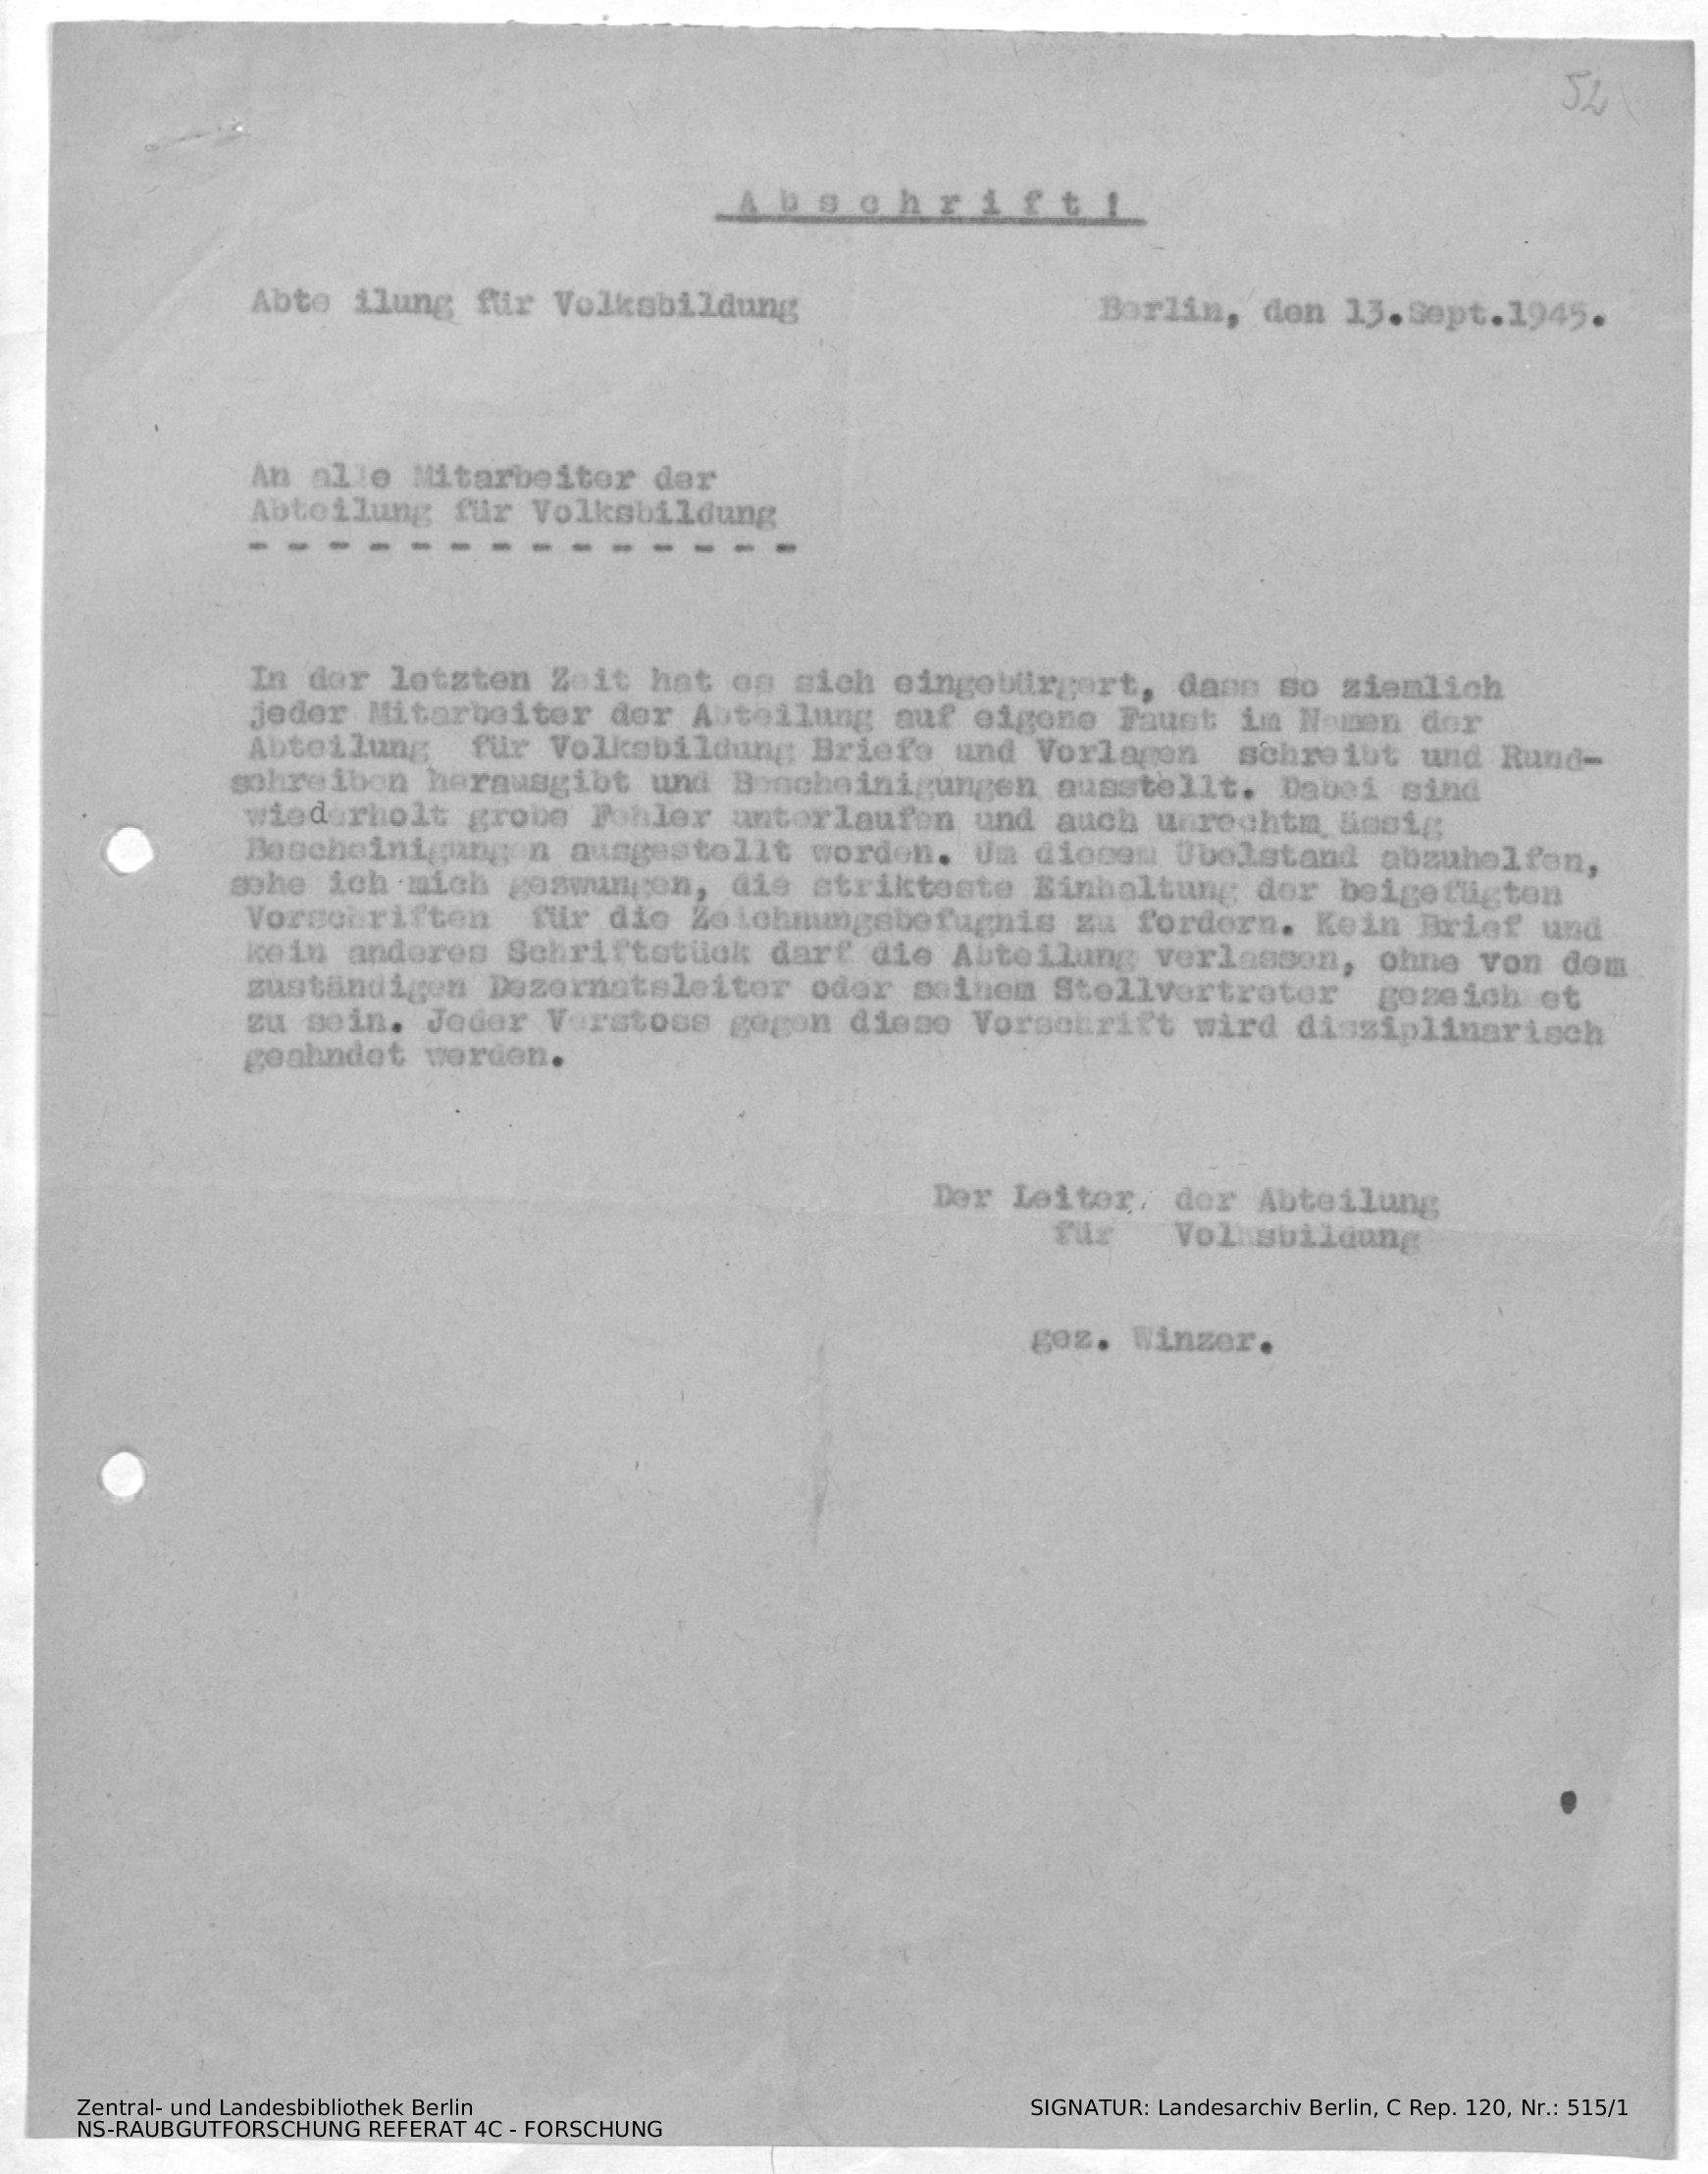 52
Abschrift!
Abte ilung für Volksbildung Berlin, den 13.Sept.1945.
An alle Mitarbeiter der
Abteilung für Volksbildung
- - - - - - - - - - - - - -
In der letzten Zeit hat es sich eingebürgert, dass so ziemlich
jeder Mitarbeiter der Abteilung auf eigene Faust im Namen der
Abteilung für Volksbildung Briefe und Vorlagen schreibt und Rund-
schreiben herausgibt und Bescheinigungen ausstellt. Dabei sind
wiederholt grobe Fehler unterlaufen und auch unrechtm ässig
Bescheinigungen ausgestellt worden. Um diesem Übelstand abzuhelfen,
sehe ich mich gezwungen, die strikteste Einhaltung der beigefügten
Vorschriften für die Zeichnungsbefugnis zu fordern. Kein Brief und
kein anderes Schriftstück darf die Abteilung verlassen, ohne von dem
zuständigen Dezernatsleiter oder seinem Stellvertreter gezeichnet
zu sein. Jeder Verstoss gegen diese Vorschrift wird disziplinarisch
geahndet werden.
Der Leiter, der Abteilung
für Volksbildung
gez. Winzer.
Zentral- und Landesbibliothek Berlin SIGNATUR: Landesarchiv Berlin, C Rep. 120, Nr.: 515/1
NS-RAUBGUTFORSCHUNG REFERAT 4C - FORSCHUNG